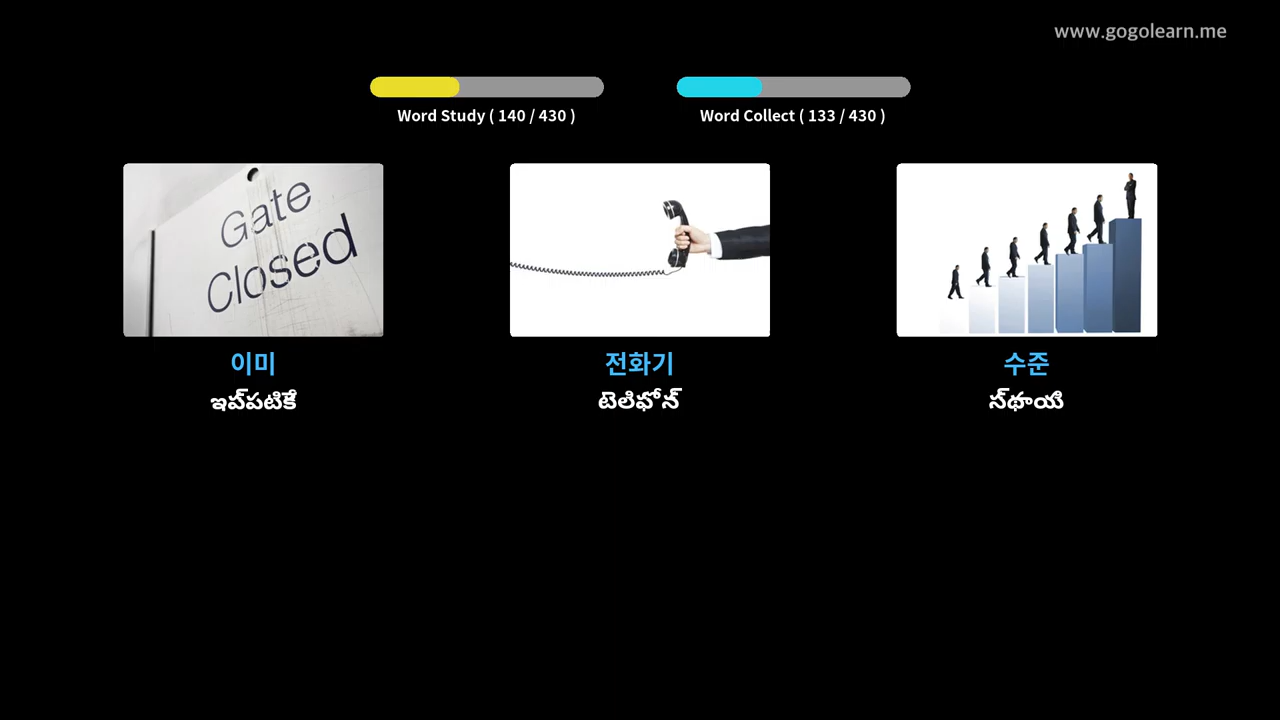 www.gogolearn.me
Word Study ( 140 / 430 )
Word Collect ( 133 / 430 )
Gate
Closed
이미
전화기
수준
ఇప్పటికే
టెలిఫోన్
స్థాయి